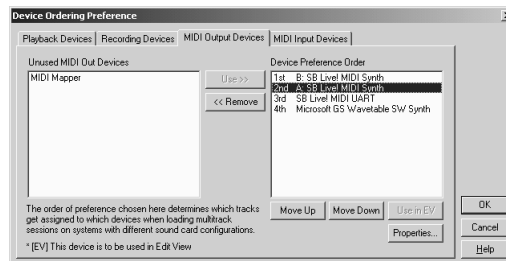 Device Ordering Preference
Playback Devices Recording Devices MIDI Output Devices MIDI Input Devices
Unused MIDI Out Devices
MIDI Mapper
Use >>
<< Remove
Device Preference Order
1st B: SB Live! MIDI Synth
2nd A: SB Live! MIDI Synth
3rd SB Live! MIDI UART
4th Microsoft GS Wavetable SW Synth
The order of preference chosen here determines which tracks
get assigned to which devices when loading multitrack
sessions on systems with different sound card configurations.
* [EV] This device is to be used in Edit View
Move Up Move Down Use in EV
Properties...
OK
Cancel
Help